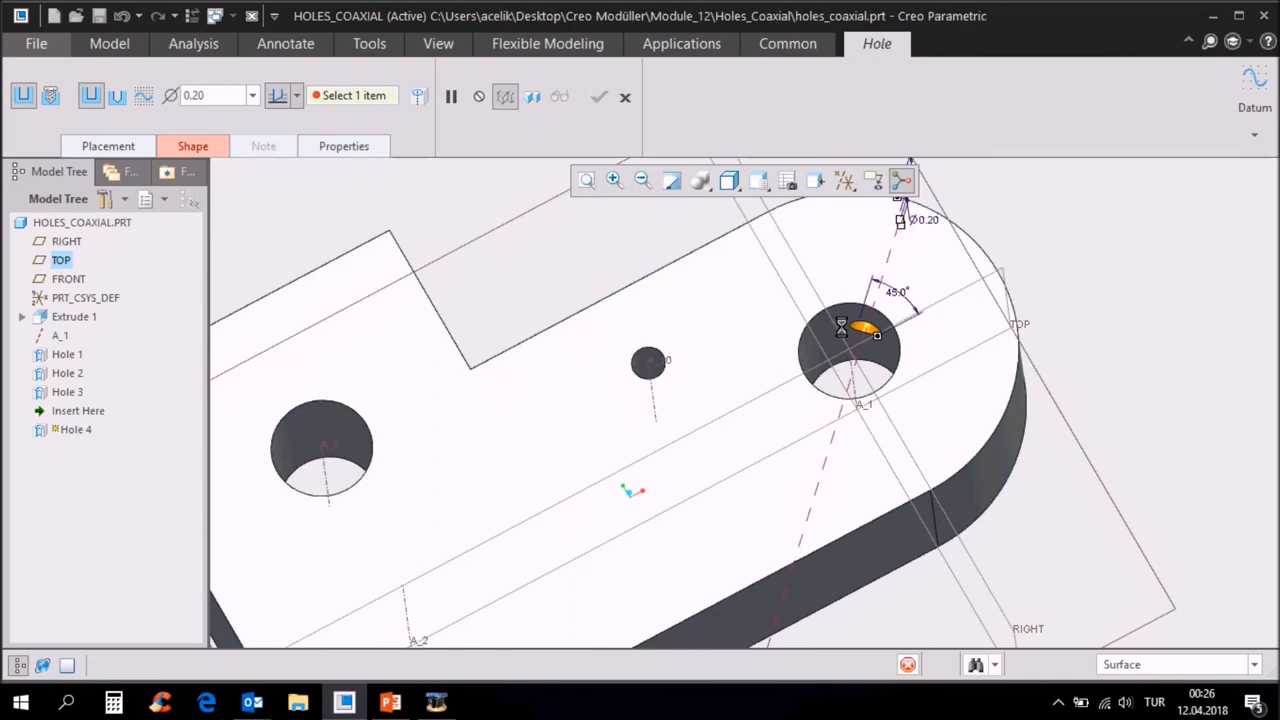 HOLES_COAXIAL (Active) C:\Users\acelik\Desktop\Creo Modüller\Module_12\Holes_Coaxial\holes_coaxial.prt - Creo Parametric
File Model Analysis Annotate Tools View Flexible Modeling Applications Common Hole
0.20 Select 1 item Datum
Placement Shape Note Properties
Model Tree F... F...
Model Tree
HOLES_COAXIAL.PRT
RIGHT
TOP
FRONT
PRT_CSYS_DEF
Extrude 1
A_1
Hole 1
Hole 2
Hole 3
Insert Here
Hole 4
Ø0.20
45.0°
TOP
A_1
A_2
RIGHT
Surface
TUR
00:26
12.04.2018
5